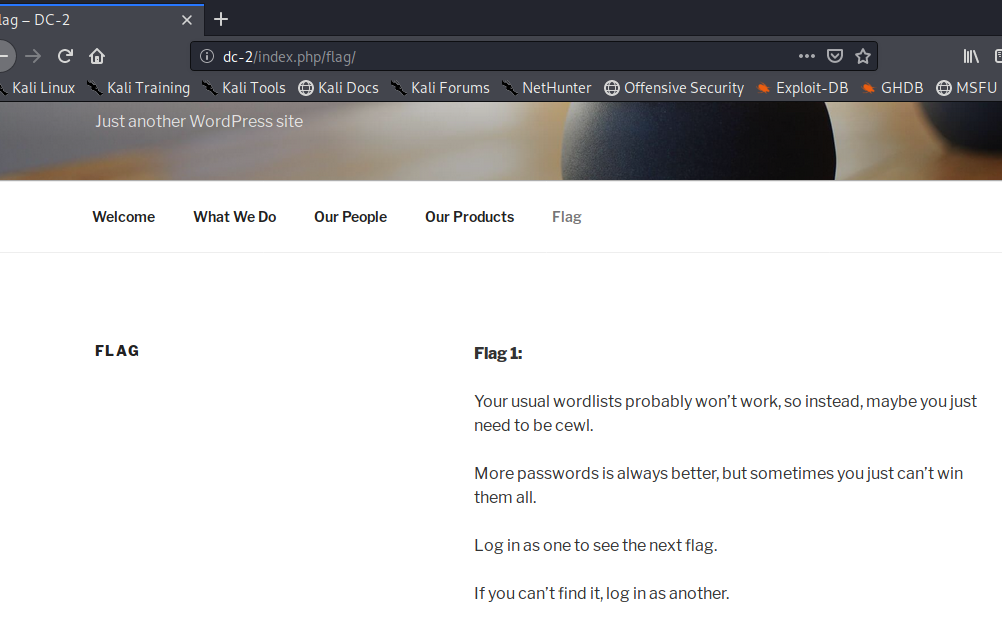 lag – DC-2
dc-2/index.php/flag/
Kali Linux Kali Training Kali Tools Kali Docs Kali Forums NetHunter Offensive Security Exploit-DB GHDB MSFU
Just another WordPress site
Welcome What We Do Our People Our Products Flag
FLAG
Flag 1:
Your usual wordlists probably won’t work, so instead, maybe you just
need to be cewl.
More passwords is always better, but sometimes you just can’t win
them all.
Log in as one to see the next flag.
If you can’t find it, log in as another.